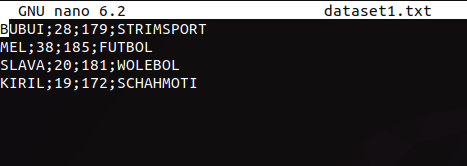 GNU nano 6.2 dataset1.txt
BUBUI;28;179;STRIMSPORT
MEL;38;185;FUTBOL
SLAVA;20;181;WOLEBOL
KIRIL;19;172;SCHAHMOTI